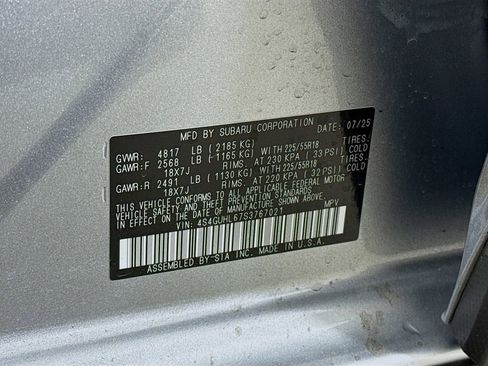 MFD BY SUBARU CORPORATION DATE: 07/25
GVWR: 4817 LB (2185 KG) TIRES.
GAWR:F 2568 LB (1165 KG) WITH 225/55R18
18X7J RIMS. AT 230 KPA (33 PSI) COLD
GAWR:R 2491 LB (1130 KG) WITH 225/55R18 TIRES.
18X7J RIMS. AT 220 KPA (32 PSI) COLD
THIS VEHICLE CONFORMS TO ALL APPLICABLE FEDERAL MOTOR
VEHICLE SAFETY AND THEFT PREVENTION STANDARDS
IN EFFECT ON THE DATE OF MANUFACTURE SHOWN ABOVE.
VIN: 4S4GUHL67S3767021 MPV
ASSEMBLED BY SIA INC. MADE IN U.S.A.